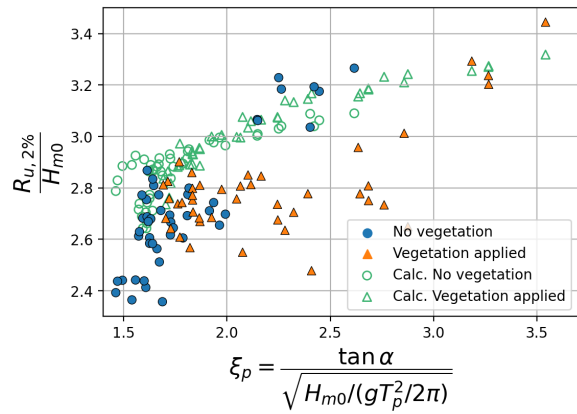 3.4
3.2
3.0
2.8
2.6
2.4
R_{u,2%}
H_{m0}
No vegetation
Vegetation applied
Calc. No vegetation
Calc. Vegetation applied
1.5 2.0 2.5 3.0 3.5
ξ_p = tan α
√H_{m0}/(gT_p^2/2π)